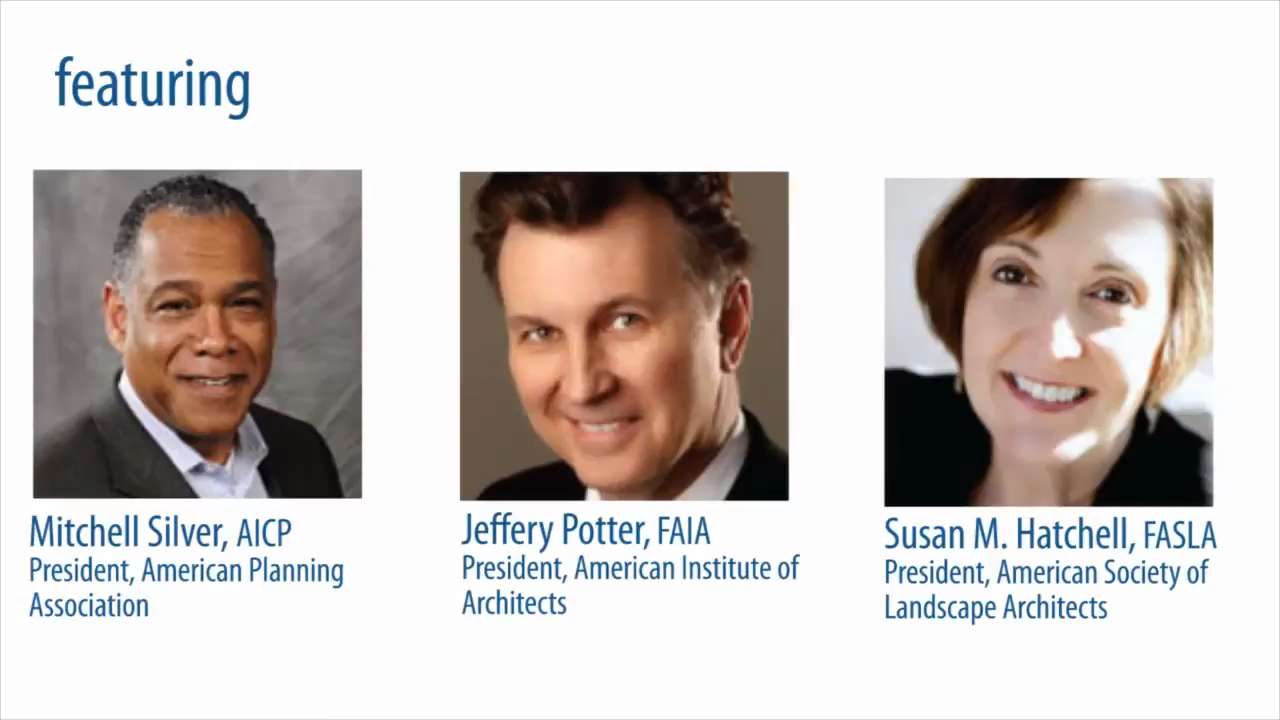 featuring
Mitchell Silver, AICP
President, American Planning
Association
Jeffery Potter, FAIA
President, American Institute of
Architects
Susan M. Hatchell, FASLA
President, American Society of
Landscape Architects